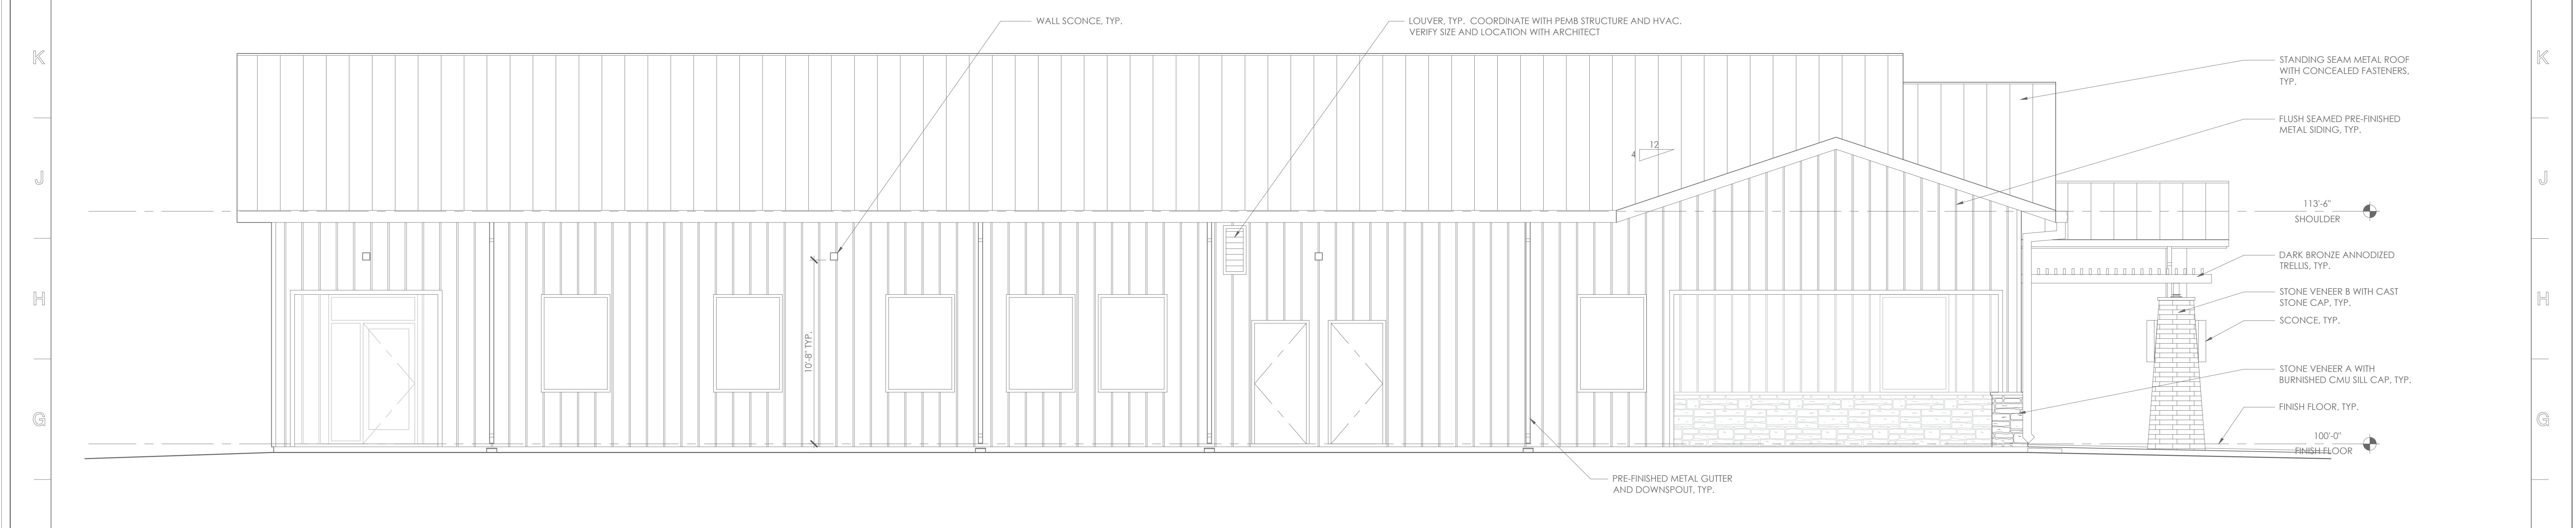 WALL SCONCE, TYP.
LOUVER, TYP.  COORDINATE WITH PEMB STRUCTURE AND HVAC.
VERIFY SIZE AND LOCATION WITH ARCHITECT
K
K
STANDING SEAM METAL ROOF
WITH CONCEALED FASTENERS,
TYP.
FLUSH SEAMED PRE-FINISHED
METAL SIDING, TYP.
12
4
J
J
113'-6"
SHOULDER
DARK BRONZE ANNODIZED
TRELLIS, TYP.
H
H
STONE VENEER B WITH CAST
STONE CAP, TYP.
SCONCE, TYP.
10'-8" TYP.
STONE VENEER A WITH
BURNISHED CMU SILL CAP, TYP.
FINISH FLOOR, TYP.
G
G
100'-0"
FINISH FLOOR
PRE-FINISHED METAL GUTTER
AND DOWNSPOUT, TYP.